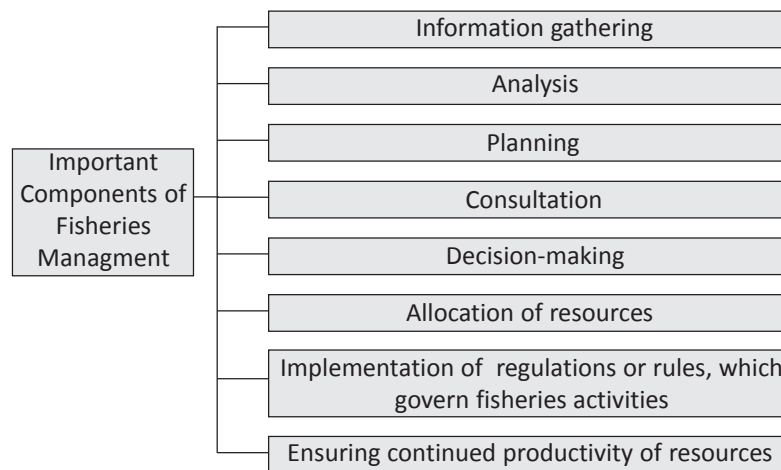 Important
Components of
Fisheries
Managment
Information gathering
Analysis
Planning
Consultation
Decision-making
Allocation of resources
Implementation of regulations or rules, which
govern fisheries activities
Ensuring continued productivity of resources